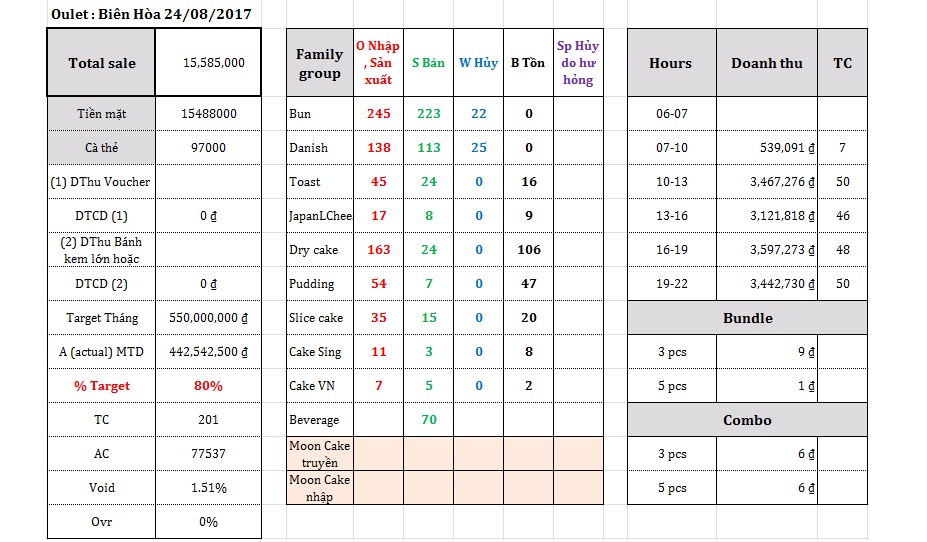 Oulet : Biên Hòa 24/08/2017
Total sale 15,585,000
Tiền mặt 15488000
Cà thẻ 97000
(1) DThu Voucher
DTCD (1) 0 ₫
(2) DThu Bánh
kem lớn hoặc
DTCD (2) 0 ₫
Target Tháng 550,000,000 ₫
A (actual) MTD 442,542,500 ₫
% Target 80%
TC 201
AC 77537
Void 1.51%
Ovr 0%
Family
group
O Nhập
, Sản
xuất
S Bán
W Hủy
B Tồn
Sp Hủy
do hư
hỏng
Bun 245 223 22 0
Danish 138 113 25 0
Toast 45 24 0 16
JapanLChee 17 8 0 9
Dry cake 163 24 0 106
Pudding 54 7 0 47
Slice cake 35 15 0 20
Cake Sing 11 3 0 8
Cake VN 7 5 0 2
Beverage 70
Moon Cake
truyền
Moon Cake
nhập
Hours Doanh thu TC
06-07
07-10 539,091 ₫ 7
10-13 3,467,276 ₫ 50
13-16 3,121,818 ₫ 46
16-19 3,597,273 ₫ 48
19-22 3,442,730 ₫ 50
Bundle
3 pcs 9 ₫
5 pcs 1 ₫
Combo
3 pcs 6 ₫
5 pcs 6 ₫